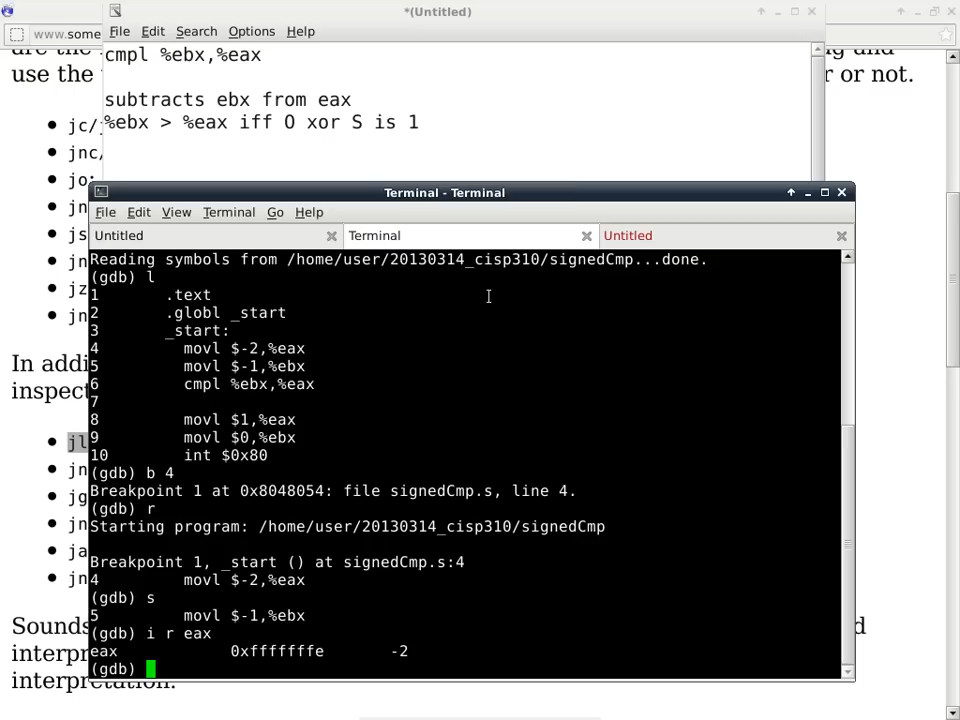 *(Untitled)
File Edit Search Options Help
www.some
cmpl %ebx,%eax
use the
r or not.
subtracts ebx from eax
%ebx > %eax iff O xor S is 1
jc/
jnc/
jo:
jn
js
jn
jz
jn
In addi
inspect
jl
jn
jg
jn
ja
jn
Sounds
d
interpr
interpretation.
Terminal - Terminal
File Edit View Terminal Go Help
Untitled Terminal Untitled
Reading symbols from /home/user/20130314_cisp310/signedCmp...done.
(gdb) l
1 .text
2 .globl _start
3 _start:
4 movl $-2,%eax
5 movl $-1,%ebx
6 cmpl %ebx,%eax
7
8 movl $1,%eax
9 movl $0,%ebx
10 int $0x80
(gdb) b 4
Breakpoint 1 at 0x8048054: file signedCmp.s, line 4.
(gdb) r
Starting program: /home/user/20130314_cisp310/signedCmp
Breakpoint 1, _start () at signedCmp.s:4
4 movl $-2,%eax
(gdb) s
5 movl $-1,%ebx
(gdb) i r eax
eax 0xfffffffe -2
(gdb)